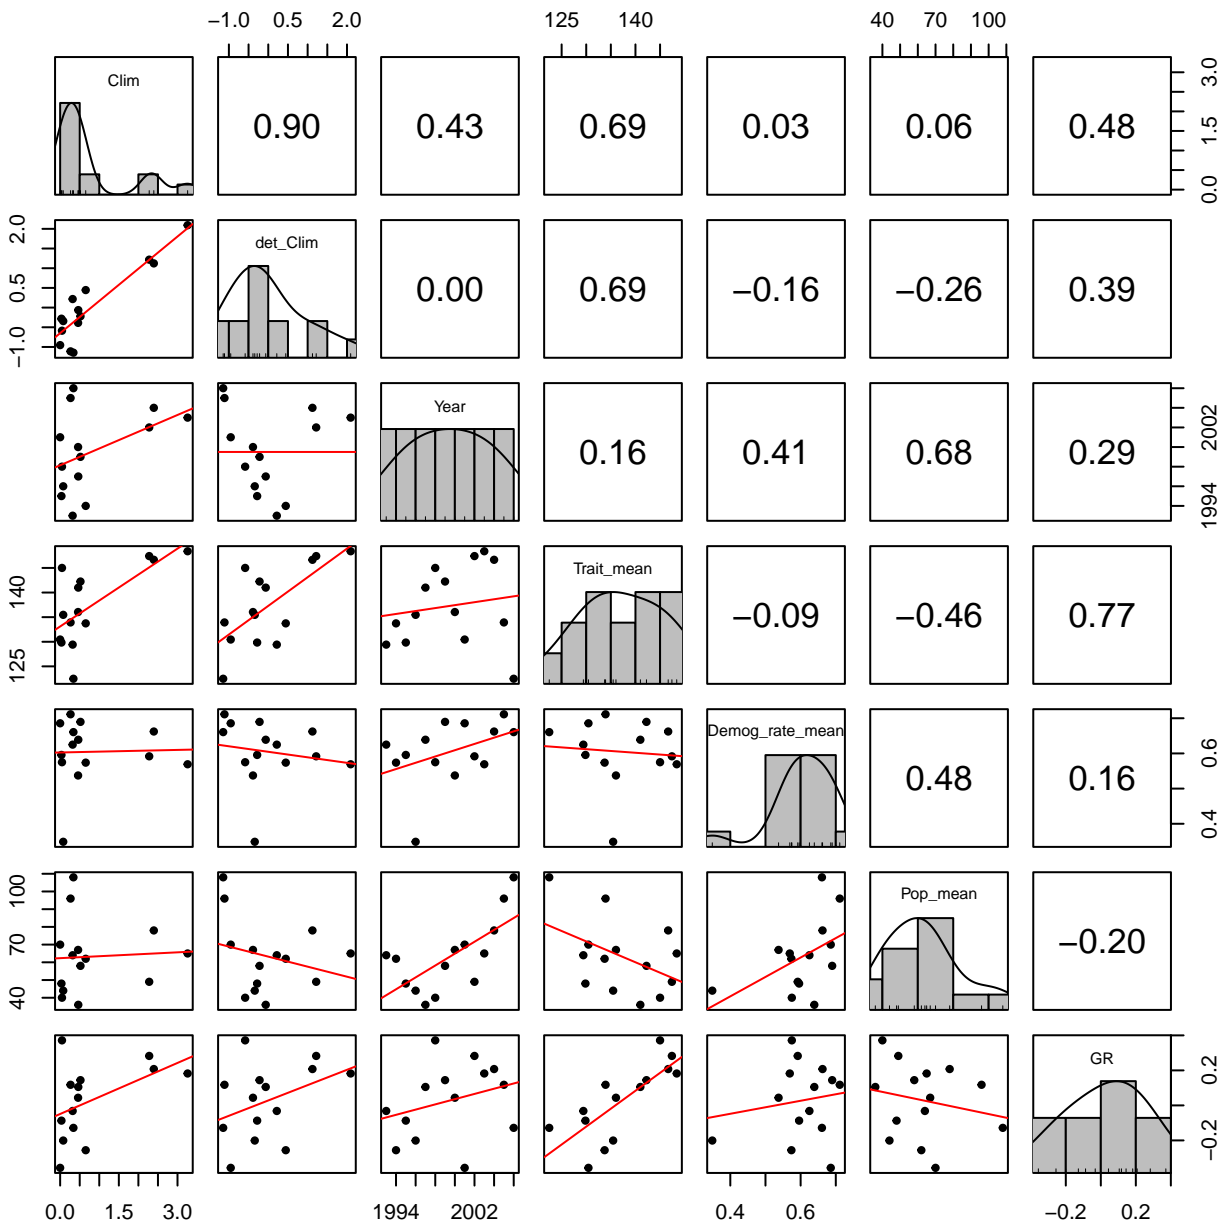 −1.0 0.5 2.0 125 140 40 70 100
Clim 0.90 0.43 0.69 0.03 0.06 0.48 0.0 1.5 3.0
−1.0 0.5 2.0 det_Clim 0.00 0.69 −0.16 −0.26 0.39
Year 0.16 0.41 0.68 0.29 1994 2002
125 140 Trait_mean −0.09 −0.46 0.77
Demog_rate_mean 0.48 0.16 0.4 0.6
40 70 100 Pop_mean −0.20
GR −0.2 0.2
0.0 1.5 3.0 1994 2002 0.4 0.6 −0.2 0.2